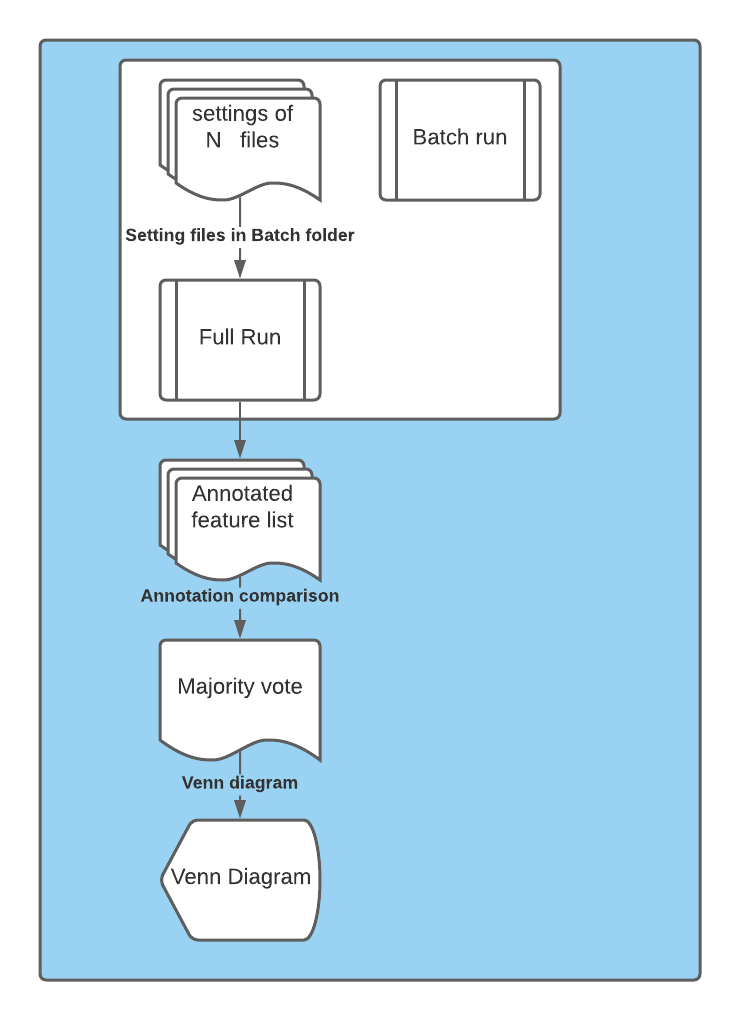 settings of
N files
Batch run
Setting files in Batch folder
Full Run
Annotated
feature list
Annotation comparison
Majority vote
Venn diagram
Venn Diagram